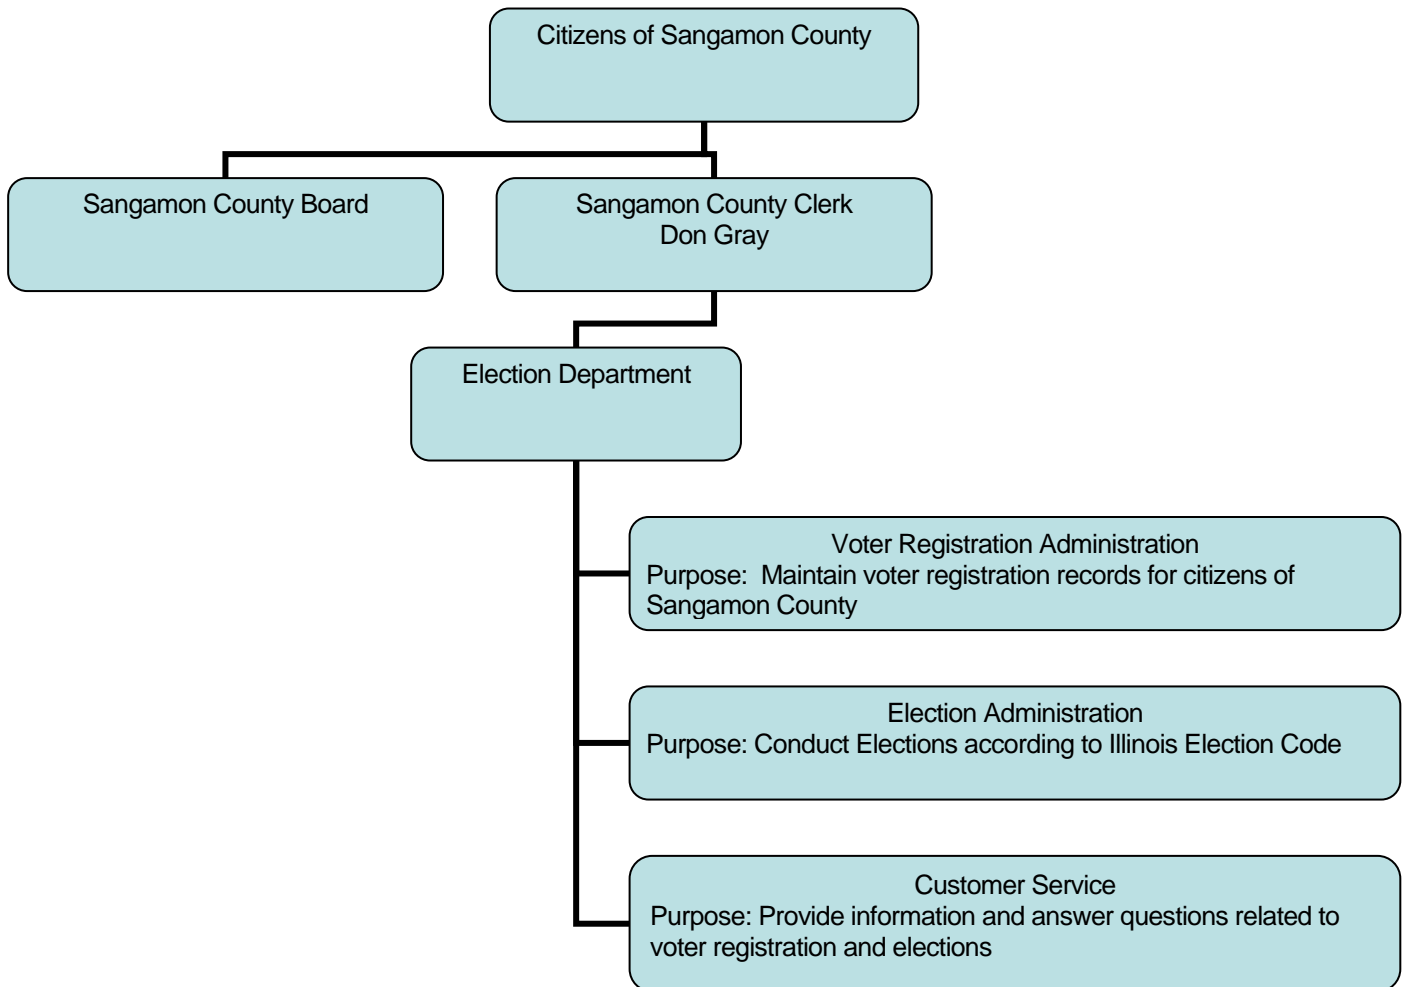 Citizens of Sangamon County
Sangamon County Board
Sangamon County Clerk
Don Gray
Election Department
Voter Registration Administration
Purpose:  Maintain voter registration records for citizens of
Sangamon County
Election Administration
Purpose: Conduct Elections according to Illinois Election Code
Customer Service
Purpose: Provide information and answer questions related to
voter registration and elections